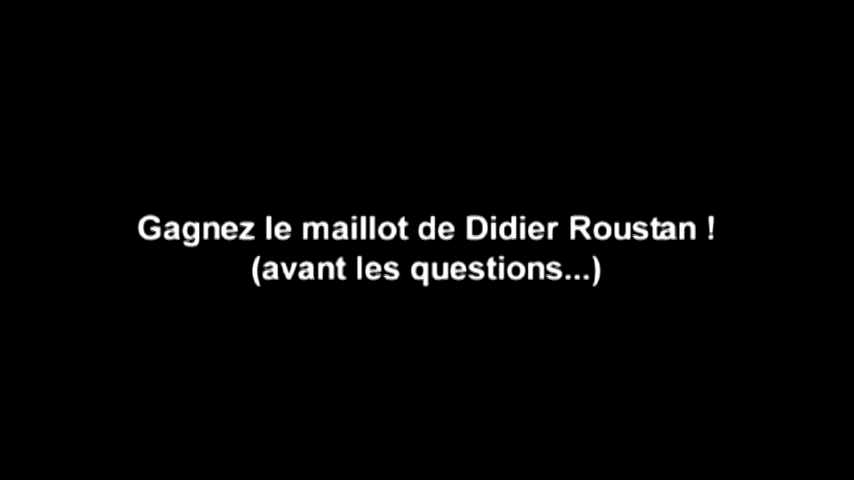 Gagnez le maillot de Didier Roustan !
(avant les questions...)